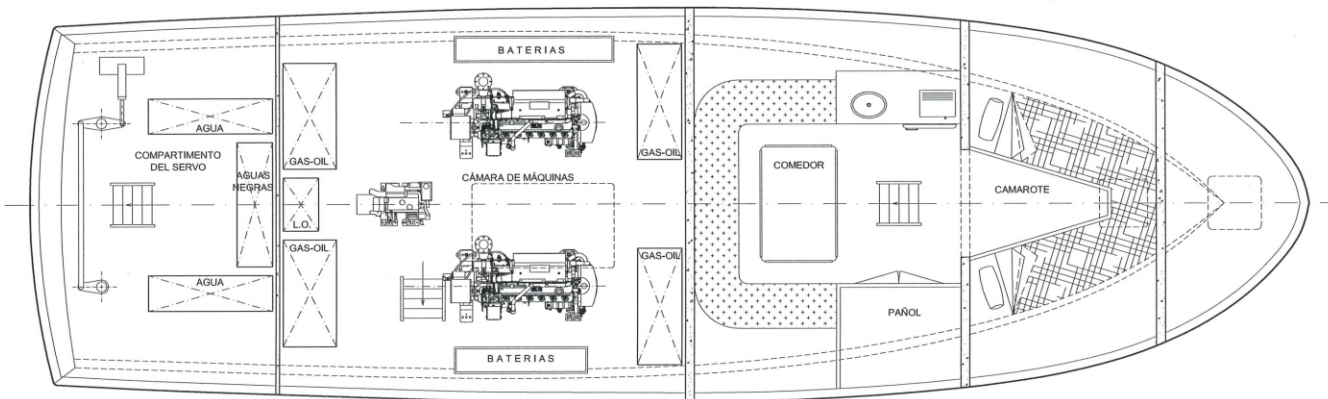 BATERIAS
AGUA
COMPARTIMENTO
DEL SERVO
AGUAS
NEGRAS
GAS-OIL
L.O.
GAS-OIL
AGUA
CÁMARA DE MÁQUINAS
GAS-OIL
GAS-OIL
BATERIAS
COMEDOR
CAMAROTE
PAÑOL